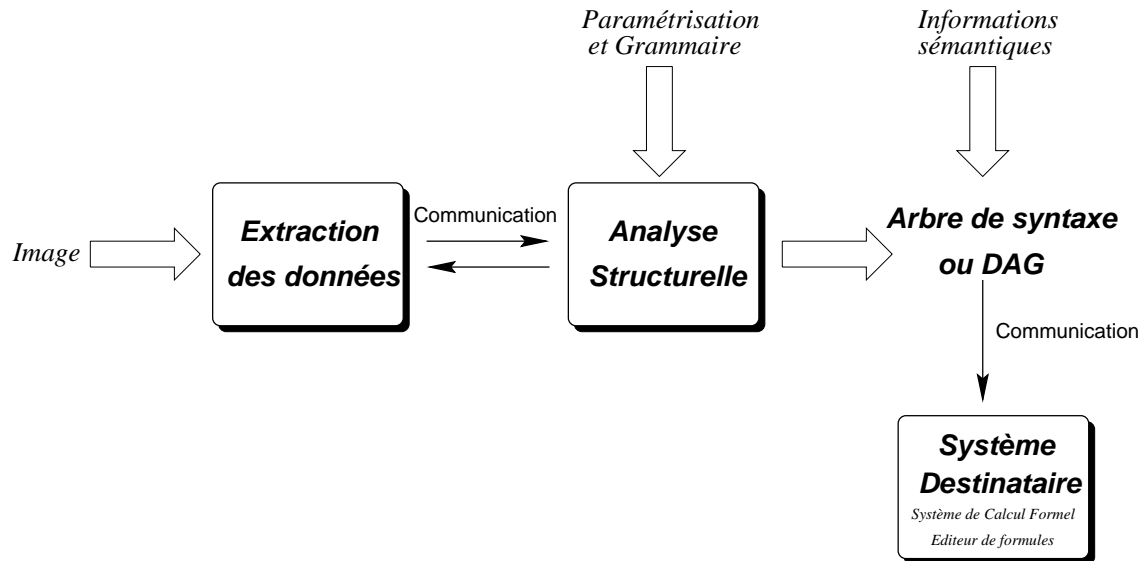 Paramétrisation
et Grammaire
Informations
sémantiques
Image
Extraction
des données
Communication
Analyse
Structurelle
Arbre de syntaxe
ou DAG
Communication
Système
Destinataire
Système de Calcul Formel
Editeur de formules